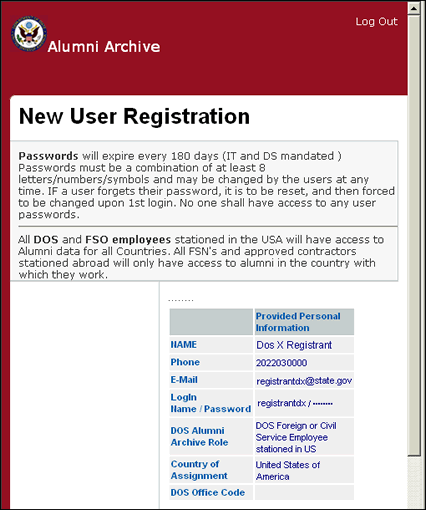 Log Out
Alumni Archive
New User Registration
Passwords will expire every 180 days (IT and DS mandated )
Passwords must be a combination of at least 8
letters/numbers/symbols and may be changed by the users at any
time. IF a user forgets their password, it is to be reset, and then forced
to be changed upon 1st login. No one shall have access to any user
passwords.
All DOS and FSO employees stationed in the USA will have access to
Alumni data for all Countries. All FSN's and approved contractors
stationed abroad will only have access to alumni in the country with
which they work.
........
Provided Personal
Information
NAME Dos X Registrant
Phone 2022030000
E-Mail registrantdx@state.gov
LogIn
Name / Password registrantdx / ••••••••
DOS Alumni
Archive Role DOS Foreign or Civil
Service Employee
stationed in US
Country of
Assignment United States of
America
DOS Office Code